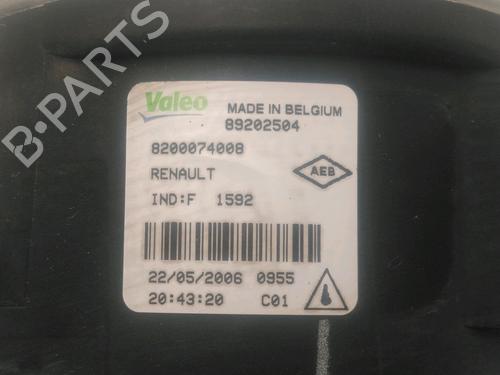 Valeo MADE IN BELGIUM
89202504
8200074008
RENAULT AEB
IND:F 1592
22/05/2006 0955
20:43:20 C01
B-PARTS